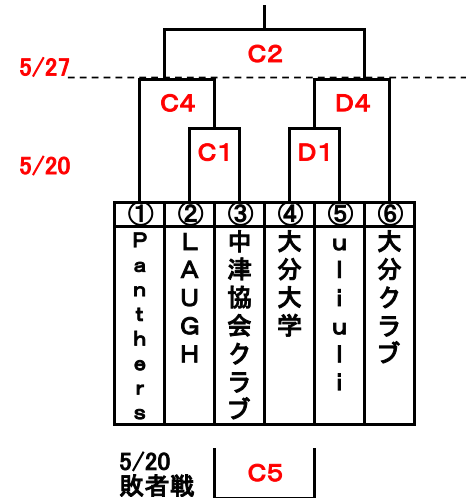 C2
5/27
C4
D4
5/20
C1
D1
① ② ③ ④ ⑤ ⑥
Panthers
LAUGH
中津協会クラブ
大分大学
uliuli
大分クラブ
5/20
敗者戦
C5